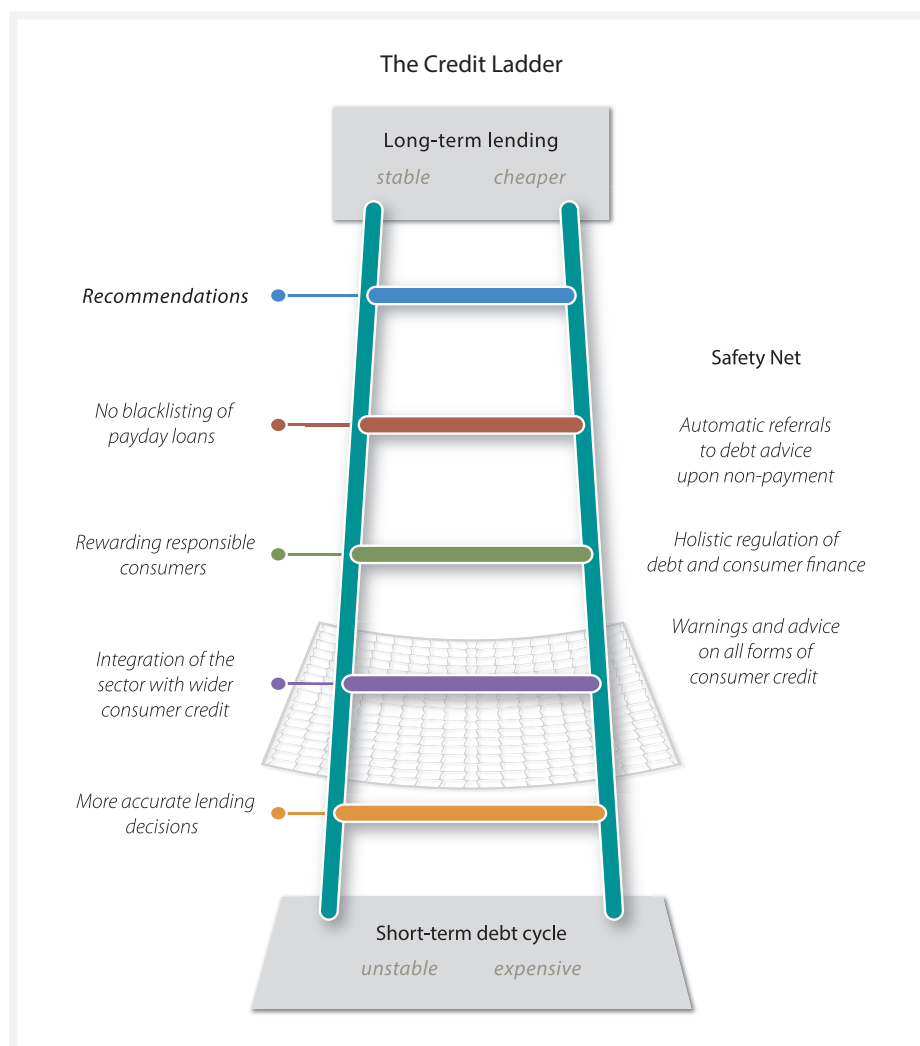 The Credit Ladder
Long-term lending
stable cheaper
Recommendations
No blacklisting of
payday loans
Rewarding responsible
consumers
Integration of the
sector with wider
consumer credit
More accurate lending
decisions
Safety Net
Automatic referrals
to debt advice
upon non-payment
Holistic regulation of
debt and consumer finance
Warnings and advice
on all forms of
consumer credit
Short-term debt cycle
unstable expensive